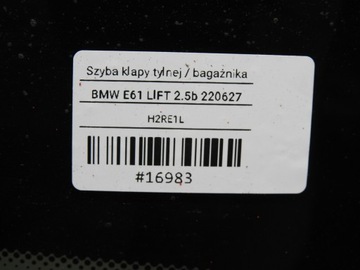 Szyba klapy tylnej / bagażnika
BMW E61 LIFT 2.5b 220627
H2RE1L
#16983